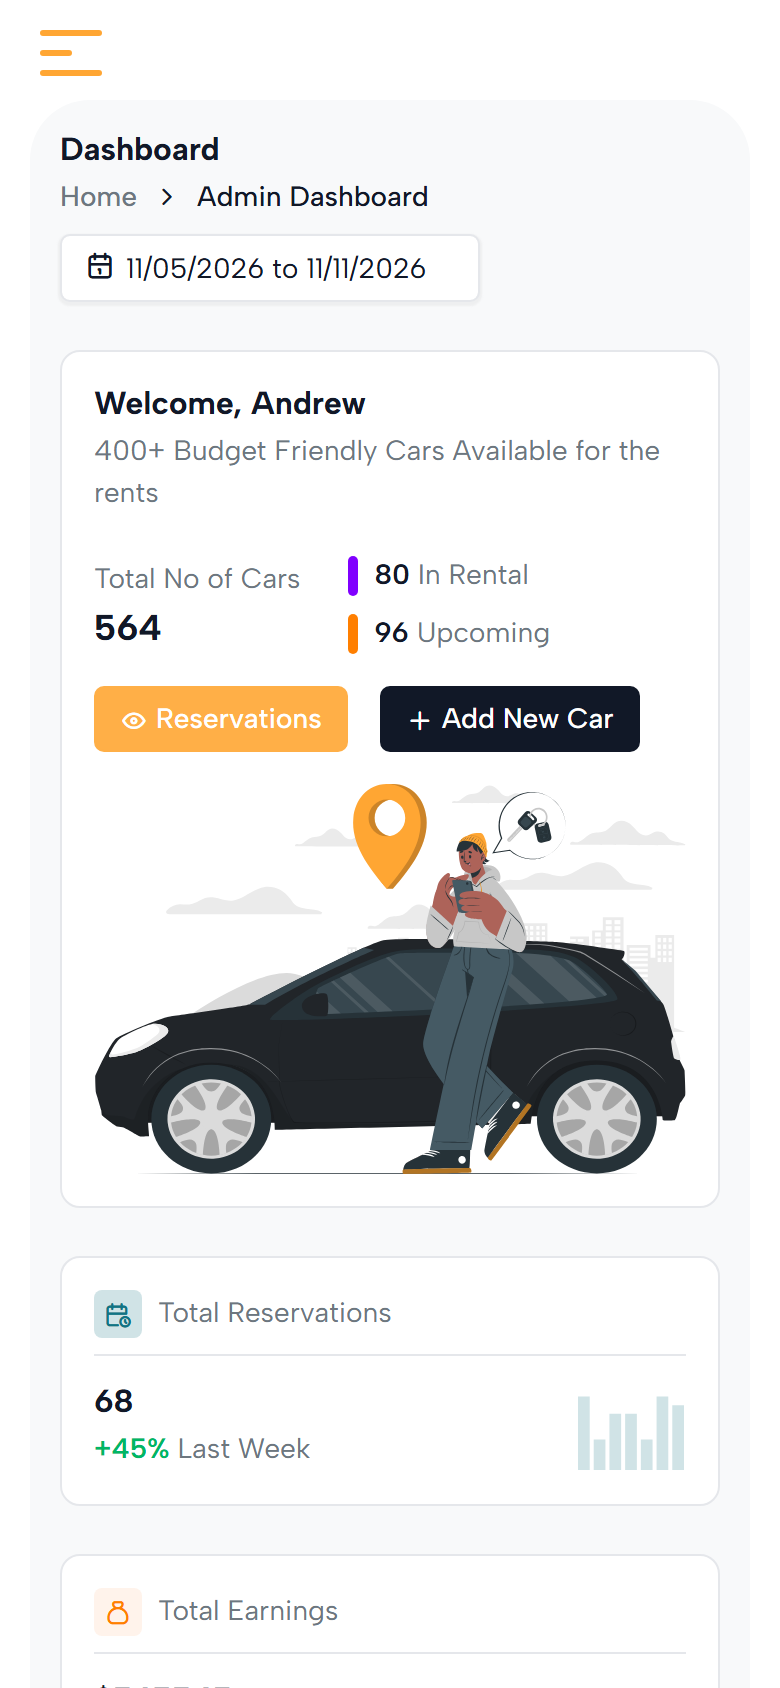 Dashboard
Home > Admin Dashboard
11/05/2026 to 11/11/2026
Welcome, Andrew
400+ Budget Friendly Cars Available for the
rents
Total No of Cars
564
80 In Rental
96 Upcoming
Reservations
+ Add New Car
Total Reservations
68
+45% Last Week
Total Earnings